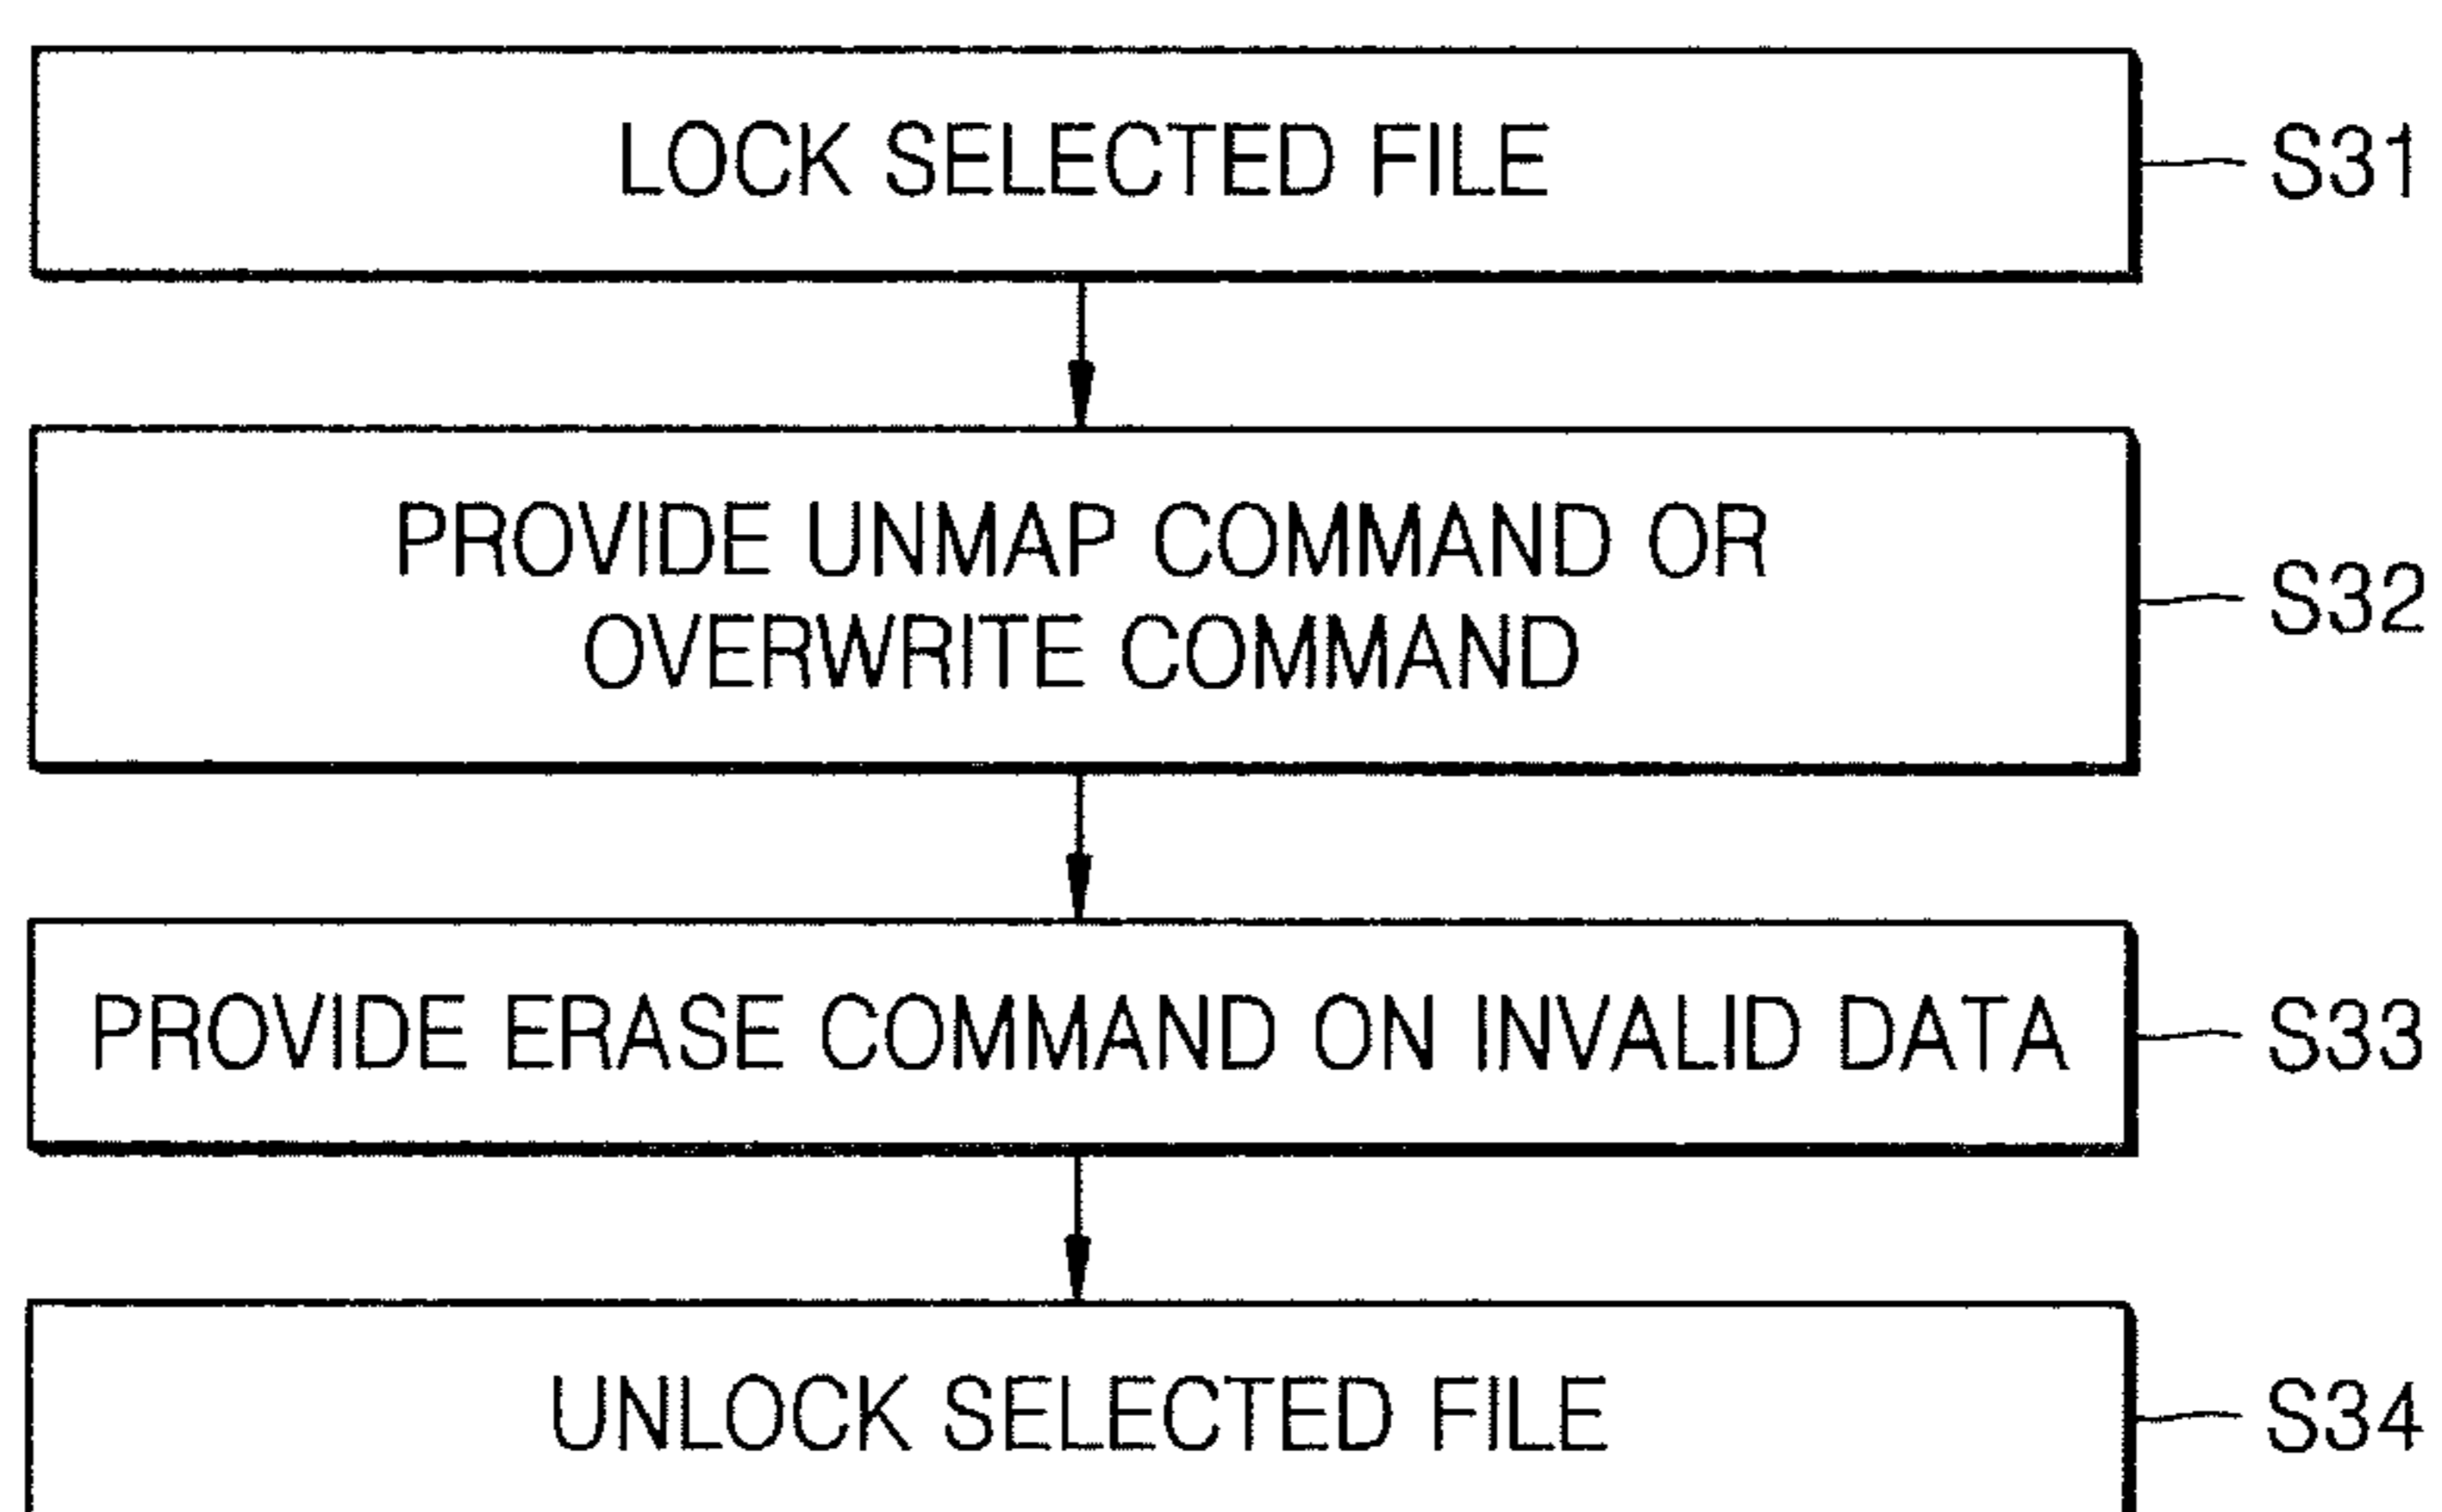 LOCK SELECTED FILE
S31
PROVIDE UNMAP COMMAND OR
OVERWRITE COMMAND
S32
PROVIDE ERASE COMMAND ON INVALID DATA
S33
UNLOCK SELECTED FILE
S34